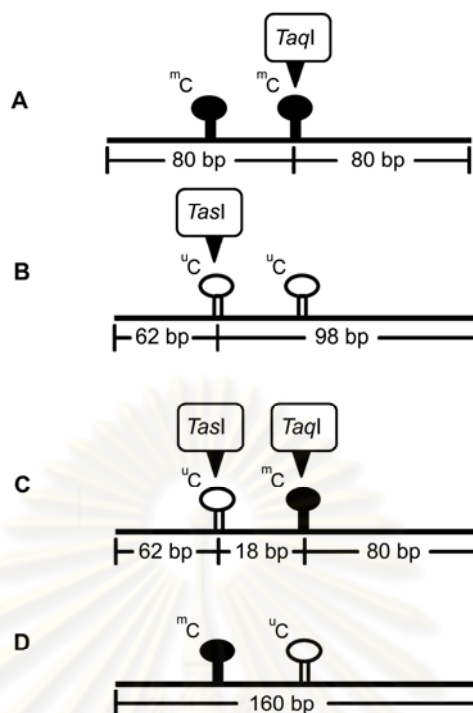 TaqI
ᵐC ᵐC
A
80 bp 80 bp
TasI
ᵘC ᵘC
B
62 bp 98 bp
TasI TaqI
ᵘC ᵐC
C
62 bp 18 bp 80 bp
ᵐC ᵘC
D
160 bp